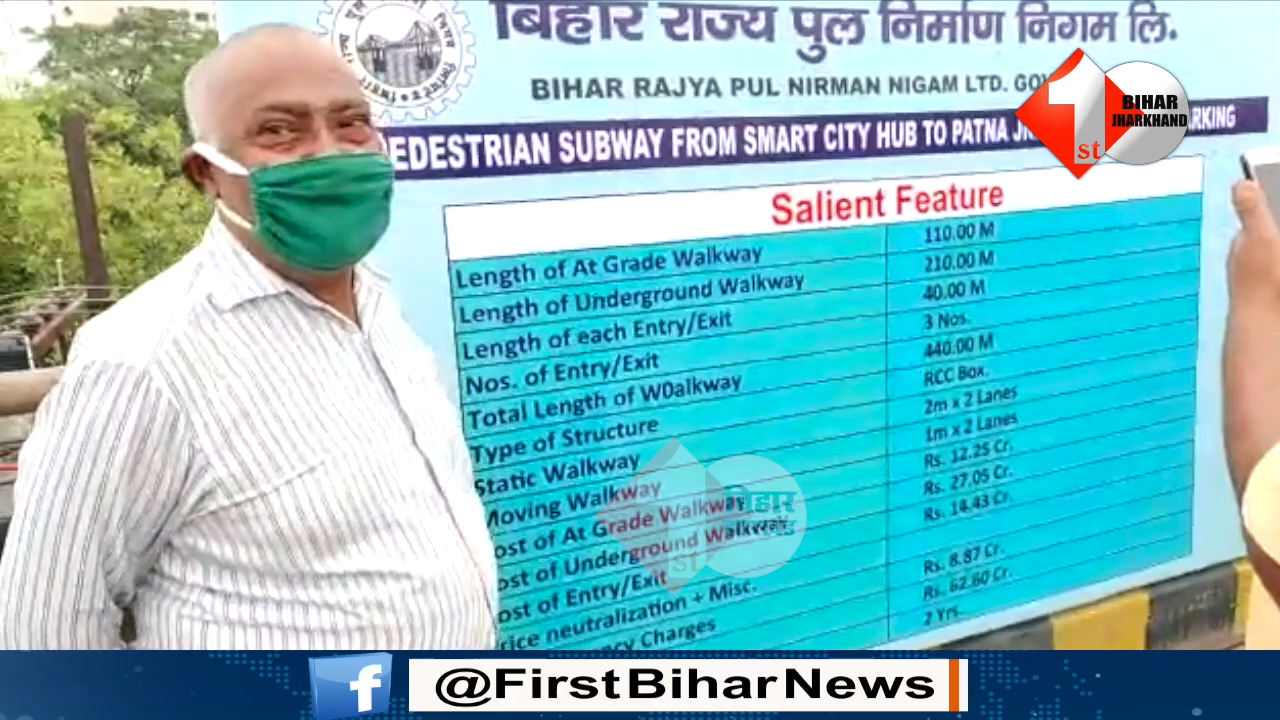 बिहार राज्य पुल निर्माण निगम लि.
BIHAR RAJYA PUL NIRMAN NIGAM LTD.
1st BIHAR JHARKHAND
PEDESTRIAN SUBWAY FROM SMART CITY HUB TO PATNA
Salient Feature
Length of At Grade Walkway 110.00 M
Length of Underground Walkway 210.00 M
Length of each Entry/Exit 40.00 M
Nos. of Entry/Exit 3 Nos.
Total Length of W0alkway 440.00 M
Type of Structure RCC Box.
Static Walkway 2m x 2 Lanes
Moving Walkway 1m x 2 Lanes
ost of At Grade Walkway Rs. 12.25 Cr.
ost of Underground Walkway Rs. 27.05 Cr.
ost of Entry/Exit Rs. 14.43 Cr.
rice neutralization + Misc. Rs. 8.87 Cr.
ncy Charges Rs. 62.60 Cr.
2 Yrs.
f @FirstBiharNews